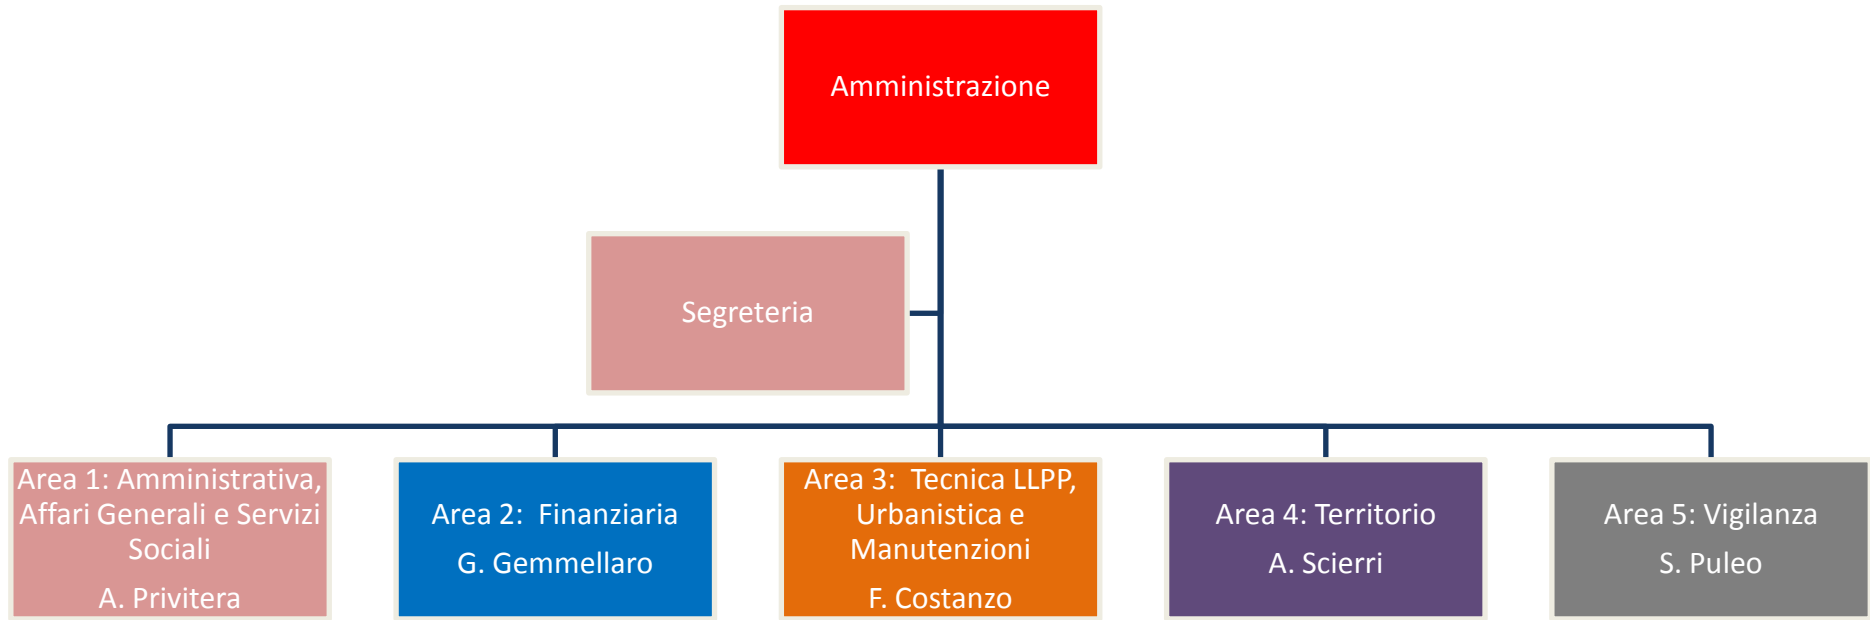 Amministrazione
Segreteria
Area 1: Amministrativa,
Affari Generali e Servizi
Sociali
A. Privitera
Area 2:  Finanziaria
G. Gemmellaro
Area 3:  Tecnica LLPP,
Urbanistica e
Manutenzioni
F. Costanzo
Area 4: Territorio
A. Scierri
Area 5: Vigilanza
S. Puleo